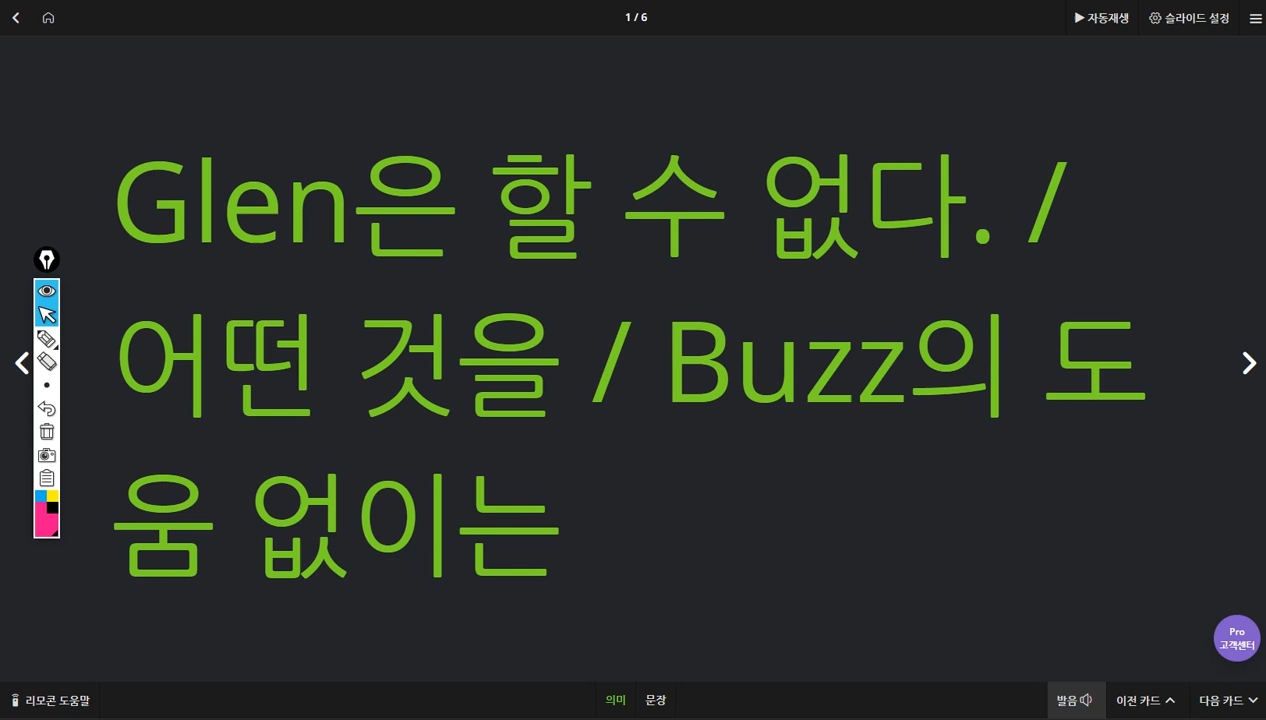 1 / 6
자동재생
슬라이드 설정
Glen은 할 수 없다. /
어떤 것을 / Buzz의 도
움 없이는
Pro
고객센터
리모콘 도움말
의미
문장
발음
이전 카드
다음 카드